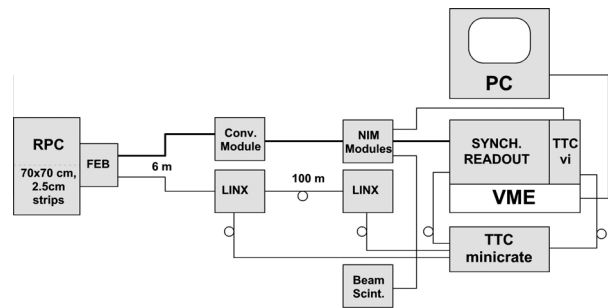 PC
RPC
70x70 cm,
2.5cm
strips
FEB
6 m
Conv.
Module
NIM
Modules
SYNCH.
READOUT
TTC
vi
VME
LINX
100 m
LINX
TTC
minicrate
Beam
Scint.